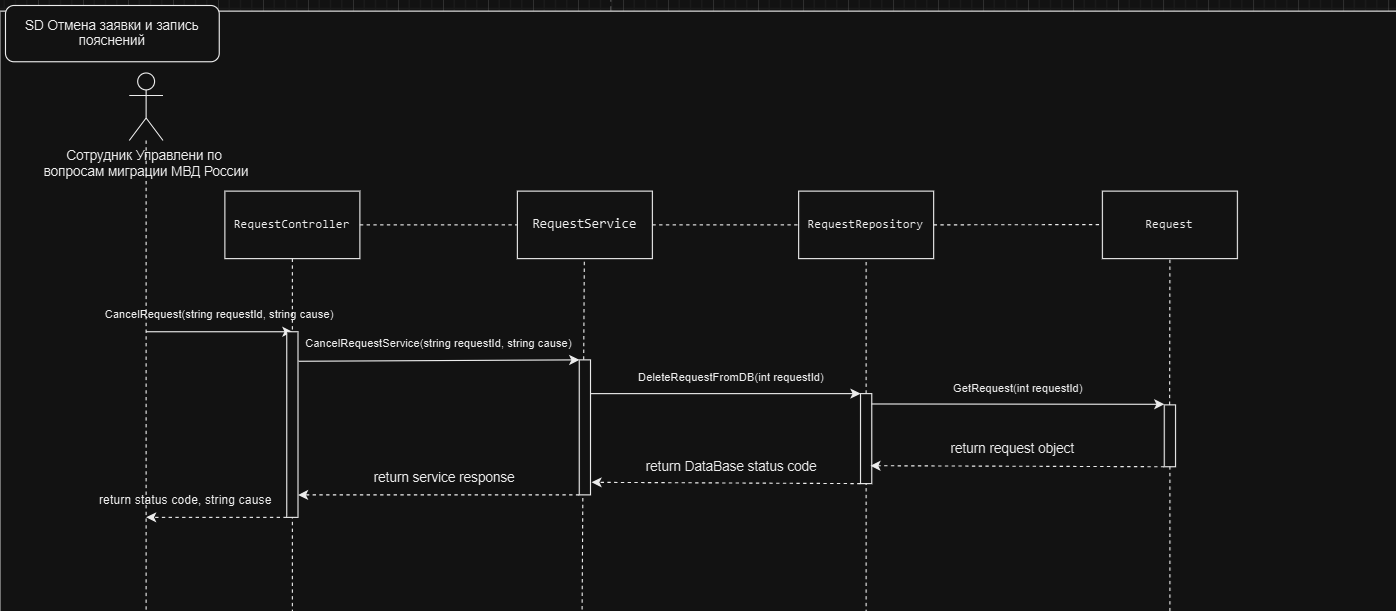 SD Отмена заявки и запись
пояснений
Сотрудник Управлени по
вопросам миграции МВД России
RequestController
RequestService
RequestRepository
Request
CancelRequest(string requestId, string cause)
CancelRequestService(string requestId, string cause)
DeleteRequestFromDB(int requestId)
GetRequest(int requestId)
return request object
return DataBase status code
return service response
return status code, string cause